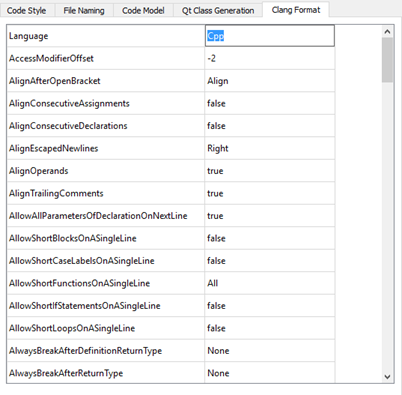 Code Style File Naming Code Model Qt Class Generation Clang Format
Language Cpp
AccessModifierOffset -2
AlignAfterOpenBracket Align
AlignConsecutiveAssignments false
AlignConsecutiveDeclarations false
AlignEscapedNewlines Right
AlignOperands true
AlignTrailingComments true
AllowAllParametersOfDeclarationOnNextLine true
AllowShortBlocksOnASingleLine false
AllowShortCaseLabelsOnASingleLine false
AllowShortFunctionsOnASingleLine All
AllowShortIfStatementsOnASingleLine false
AllowShortLoopsOnASingleLine false
AlwaysBreakAfterDefinitionReturnType None
AlwaysBreakAfterReturnType None